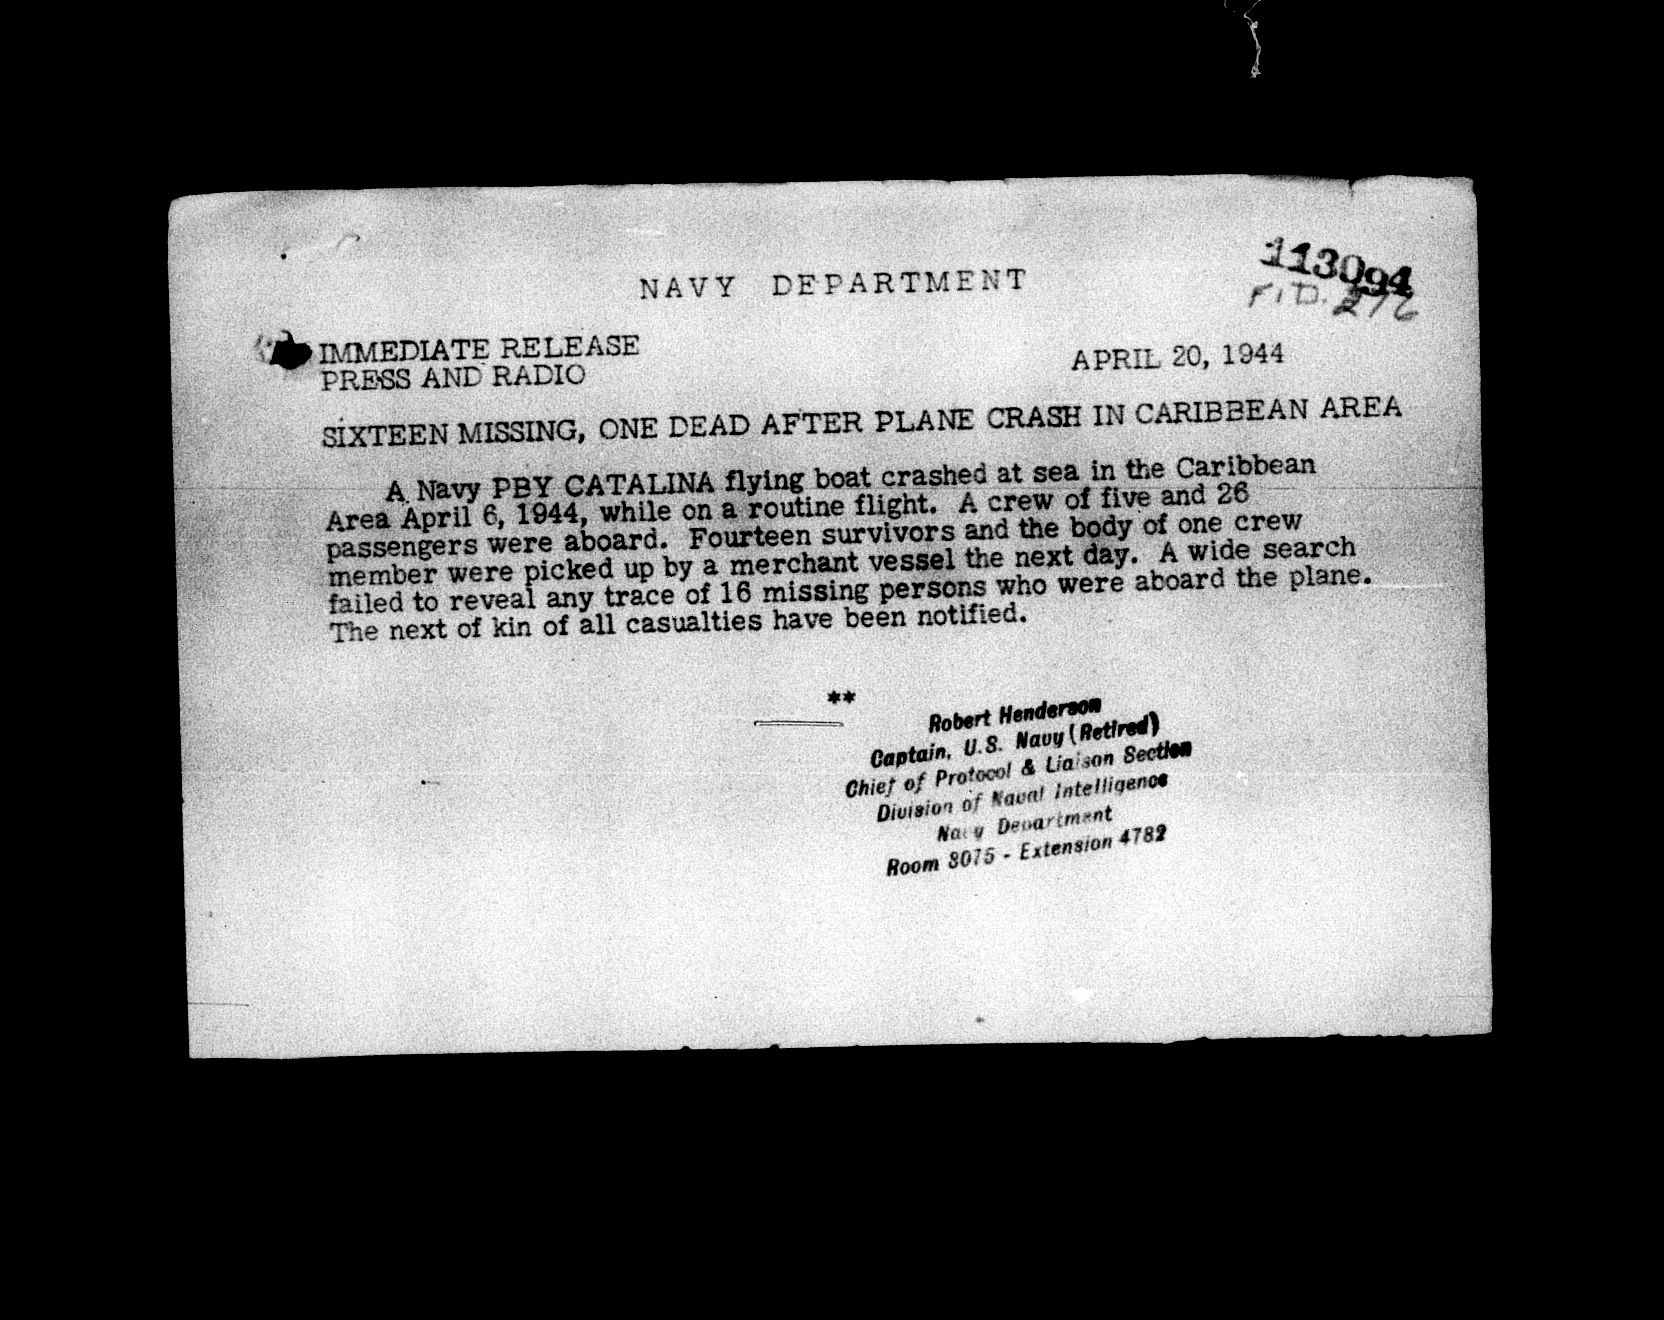 113094
F.I.D. 276
NAVY DEPARTMENT
IMMEDIATE RELEASE
PRESS AND RADIO
APRIL 20, 1944
SIXTEEN MISSING, ONE DEAD AFTER PLANE CRASH IN CARIBBEAN AREA
A Navy PBY CATALINA flying boat crashed at sea in the Caribbean
Area April 6, 1944, while on a routine flight. A crew of five and 26
passengers were aboard. Fourteen survivors and the body of one crew
member were picked up by a merchant vessel the next day. A wide search
failed to reveal any trace of 16 missing persons who were aboard the plane.
The next of kin of all casualties have been notified.
**
Robert Henderson
Captain, U.S. Navy (Retired)
Chief of Protocol & Liaison Section
Division of Naval Intelligence
Navy Department
Room 3075 - Extension 4782